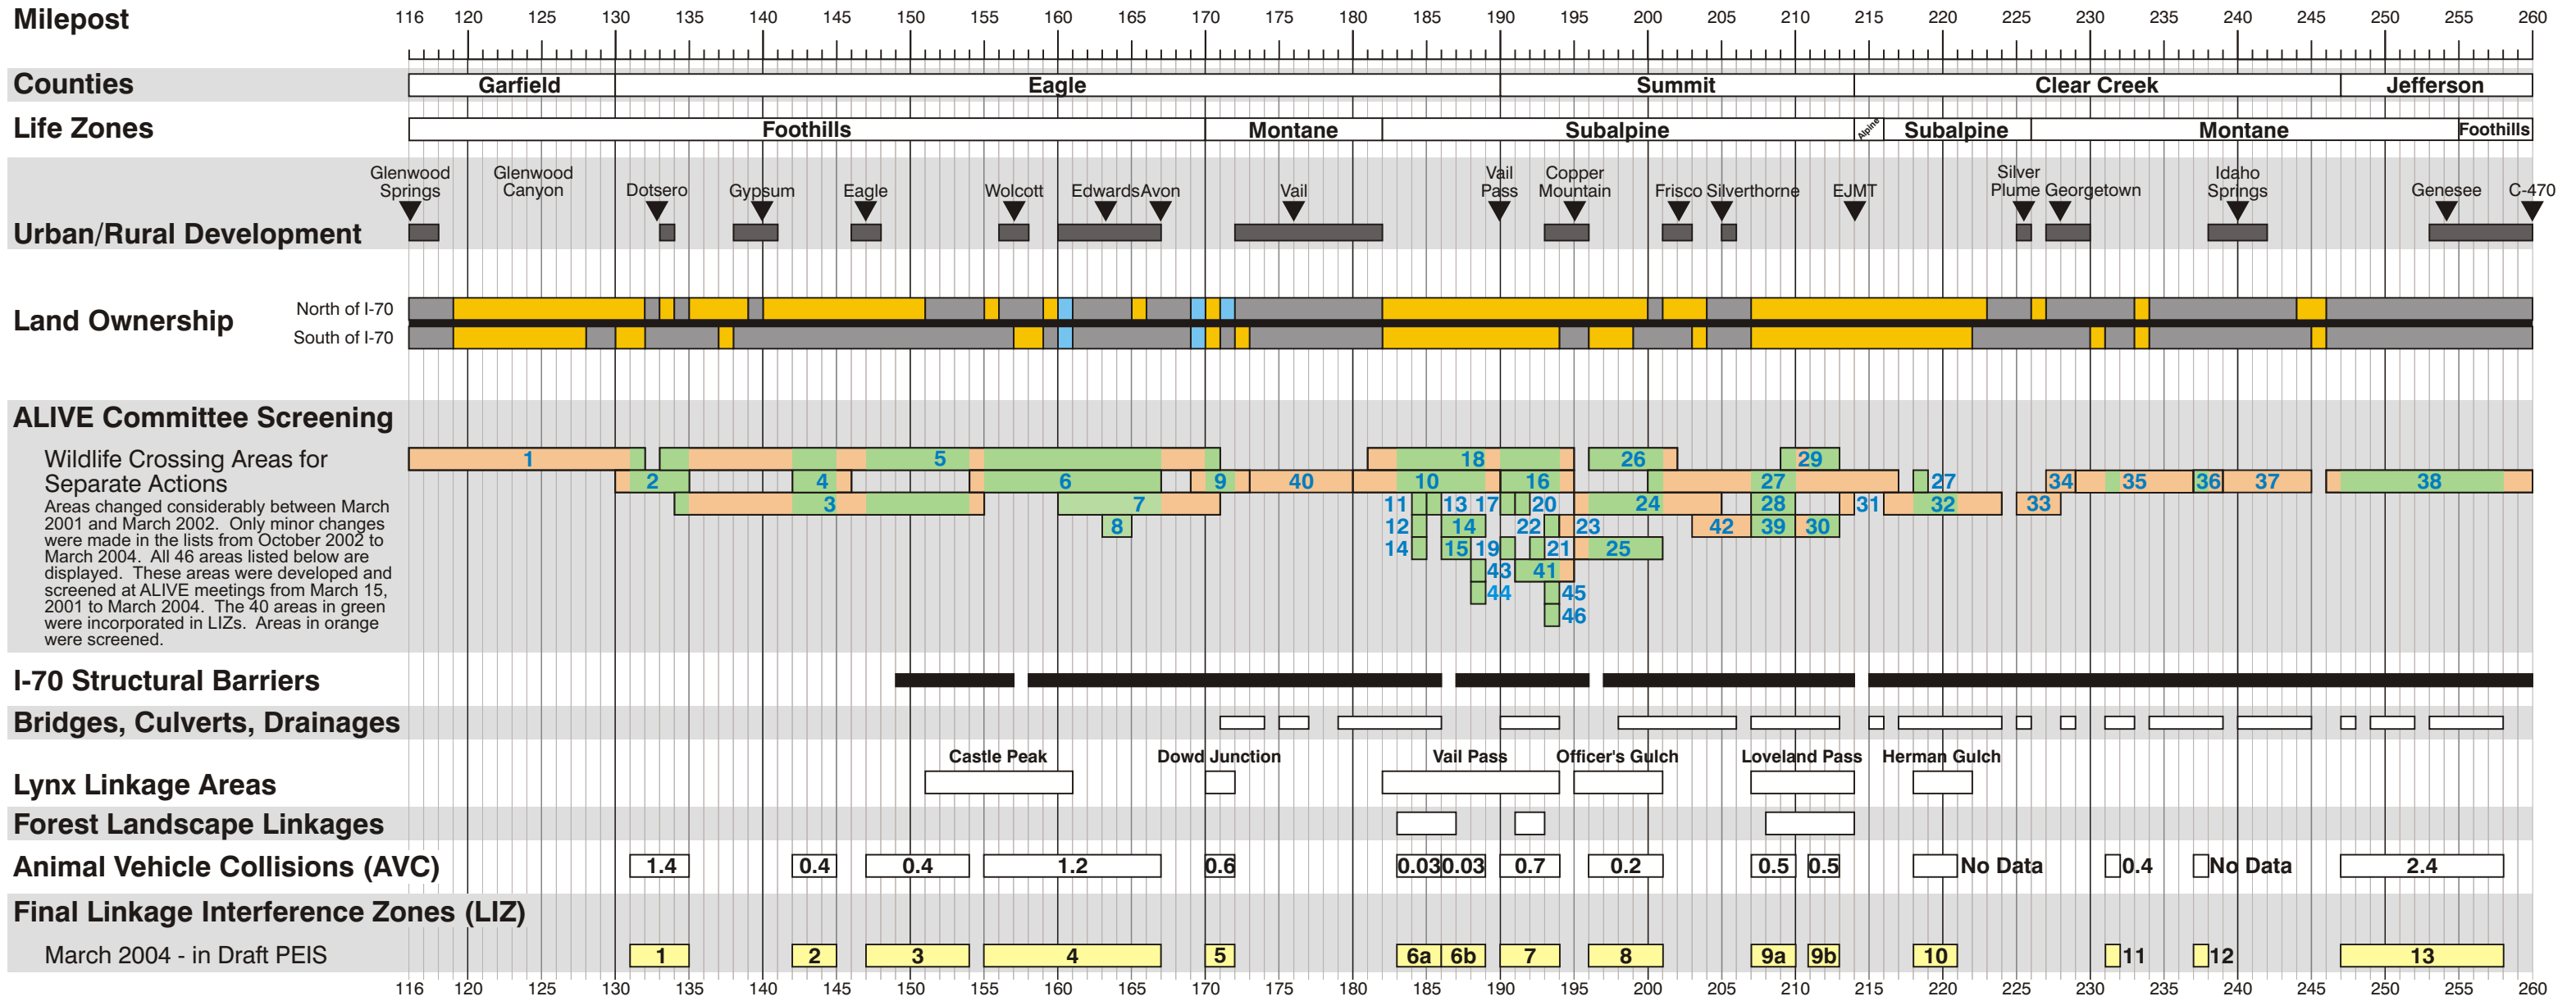 Milepost
116 120 125 130 135 140 145 150 155 160 165 170 175 180 185 190 195 200 205 210 215 220 225 230 235 240 245 250 255 260
Counties
Garfield Eagle Summit Clear Creek Jefferson
Life Zones
Foothills Montane Subalpine Alpine Subalpine Montane Foothills
Glenwood Springs
Glenwood Canyon
Dotsero
Gypsum
Eagle
Wolcott
Edwards
Avon
Vail
Vail Pass
Copper Mountain
Frisco
Silverthorne
EJMT
Silver Plume
Georgetown
Idaho Springs
Genesee
C-470
Urban/Rural Development
Land Ownership
North of I-70
South of I-70
ALIVE Committee Screening
Wildlife Crossing Areas for
Separate Actions
Areas changed considerably between March
2001 and March 2002. Only minor changes
were made in the lists from October 2002 to
March 2004. All 46 areas listed below are
displayed. These areas were developed and
screened at ALIVE meetings from March 15,
2001 to March 2004. The 40 areas in green
were incorporated in LIZs. Areas in orange
were screened.
1 5 18 26 29
2 4 6 9 40 10 16 27 27 34 35 36 37 38
3 7 11 13 17 20 24 28 31 32 33
8 12 14 22 23 42 39 30
14 15 19 21 25
43 41
44 45
46
I-70 Structural Barriers
Bridges, Culverts, Drainages
Castle Peak Dowd Junction Vail Pass Officer's Gulch Loveland Pass Herman Gulch
Lynx Linkage Areas
Forest Landscape Linkages
Animal Vehicle Collisions (AVC)
1.4 0.4 0.4 1.2 0.6 0.03 0.03 0.7 0.2 0.5 0.5 No Data 0.4 No Data 2.4
Final Linkage Interference Zones (LIZ)
March 2004 - in Draft PEIS
1 2 3 4 5 6a 6b 7 8 9a 9b 10 11 12 13
116 120 125 130 135 140 145 150 155 160 165 170 175 180 185 190 195 200 205 210 215 220 225 230 235 240 245 250 255 260